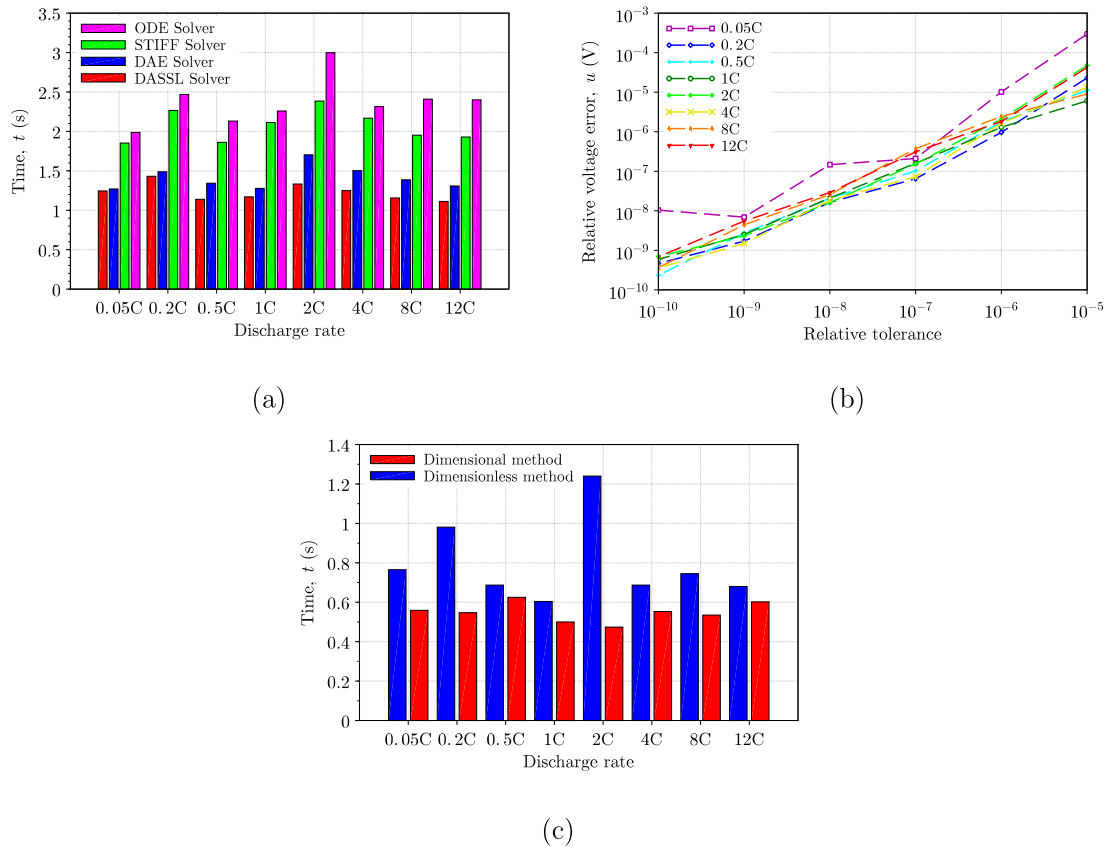 3.5
3
2.5
2
1.5
1
0.5
0
Time, t (s)
ODE Solver
STIFF Solver
DAE Solver
DASSL Solver
0.05C 0.2C 0.5C 1C 2C 4C 8C 12C
Discharge rate
(a)
10⁻³
10⁻⁴
10⁻⁵
10⁻⁶
10⁻⁷
10⁻⁸
10⁻⁹
10⁻¹⁰
Relative voltage error, u (V)
0.05C
0.2C
0.5C
1C
2C
4C
8C
12C
10⁻¹⁰ 10⁻⁹ 10⁻⁸ 10⁻⁷ 10⁻⁶ 10⁻⁵
Relative tolerance
(b)
1.4
1.2
1
0.8
0.6
0.4
0.2
0
Time, t (s)
Dimensional method
Dimensionless method
0.05C 0.2C 0.5C 1C 2C 4C 8C 12C
Discharge rate
(c)